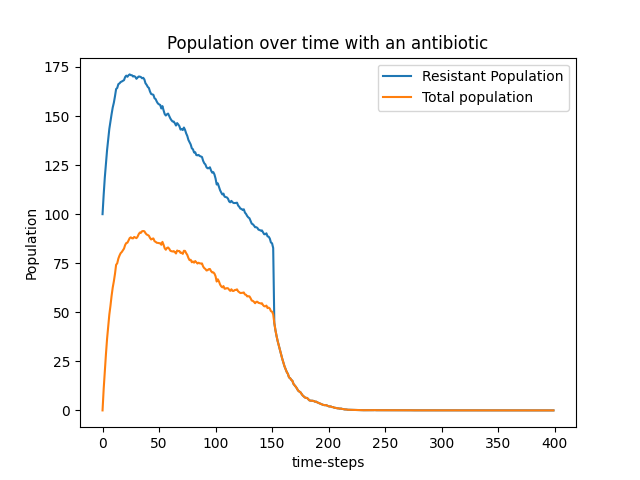 Population over time with an antibiotic
Resistant Population
Total population
Population
175
150
125
100
75
50
25
0
0 50 100 150 200 250 300 350 400
time-steps